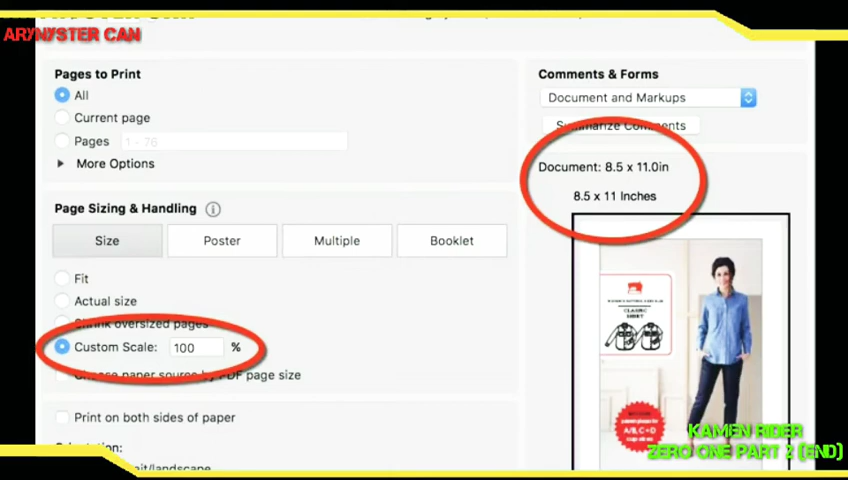 ARYNYSTER CAN
Pages to Print
All
Current page
Pages 1 - 76
More Options
Page Sizing & Handling
Size
Poster
Multiple
Booklet
Fit
Actual size
Shrink oversized pages
Custom Scale: 100 %
Choose paper source by PDF page size
Print on both sides of paper
Orientation:
Comments & Forms
Document and Markups
Summarize Comments
Document: 8.5 x 11.0in
8.5 x 11 Inches
CLASSIC
SHIRT
A/B, C + D
KAMEN RIDER
ZERO ONE PART 2 (END)